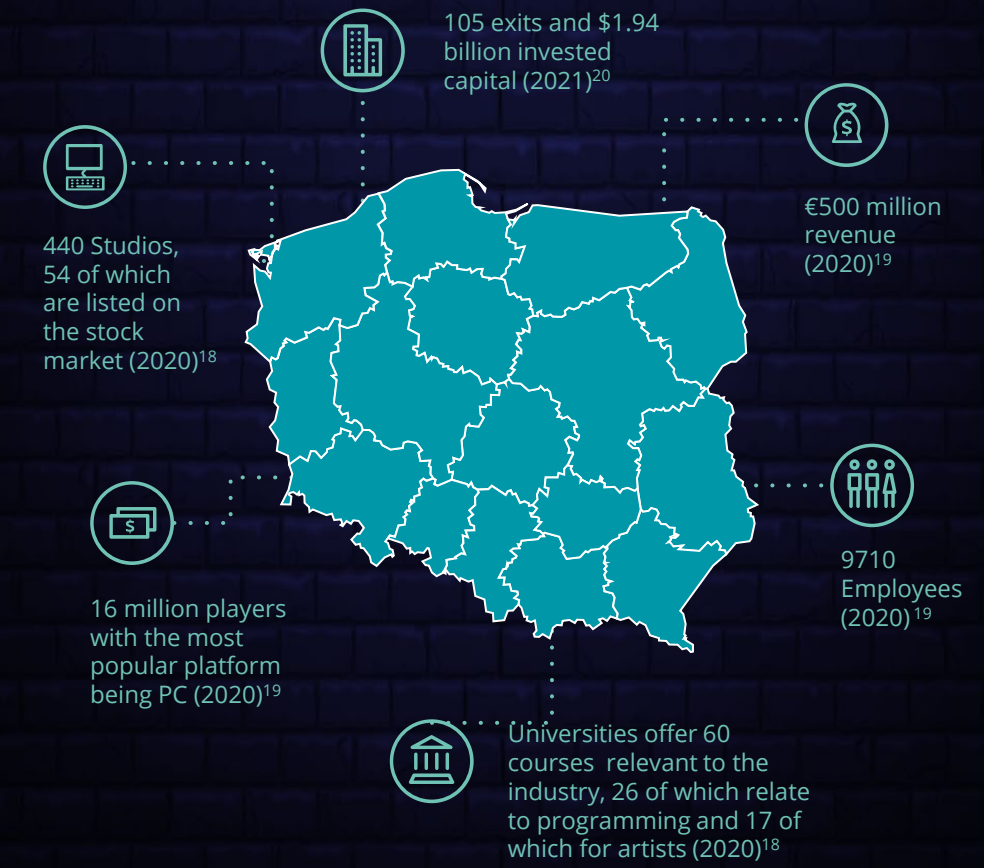 105 exits and $1.94
billion invested
capital (2021)20
€500 million
revenue
(2020)19
440 Studios,
54 of which
are listed on
the stock
market (2020)18
9710
Employees
(2020)19
16 million players
with the most
popular platform
being PC (2020)19
Universities offer 60
courses relevant to the
industry, 26 of which relate
to programming and 17 of
which for artists (2020)18